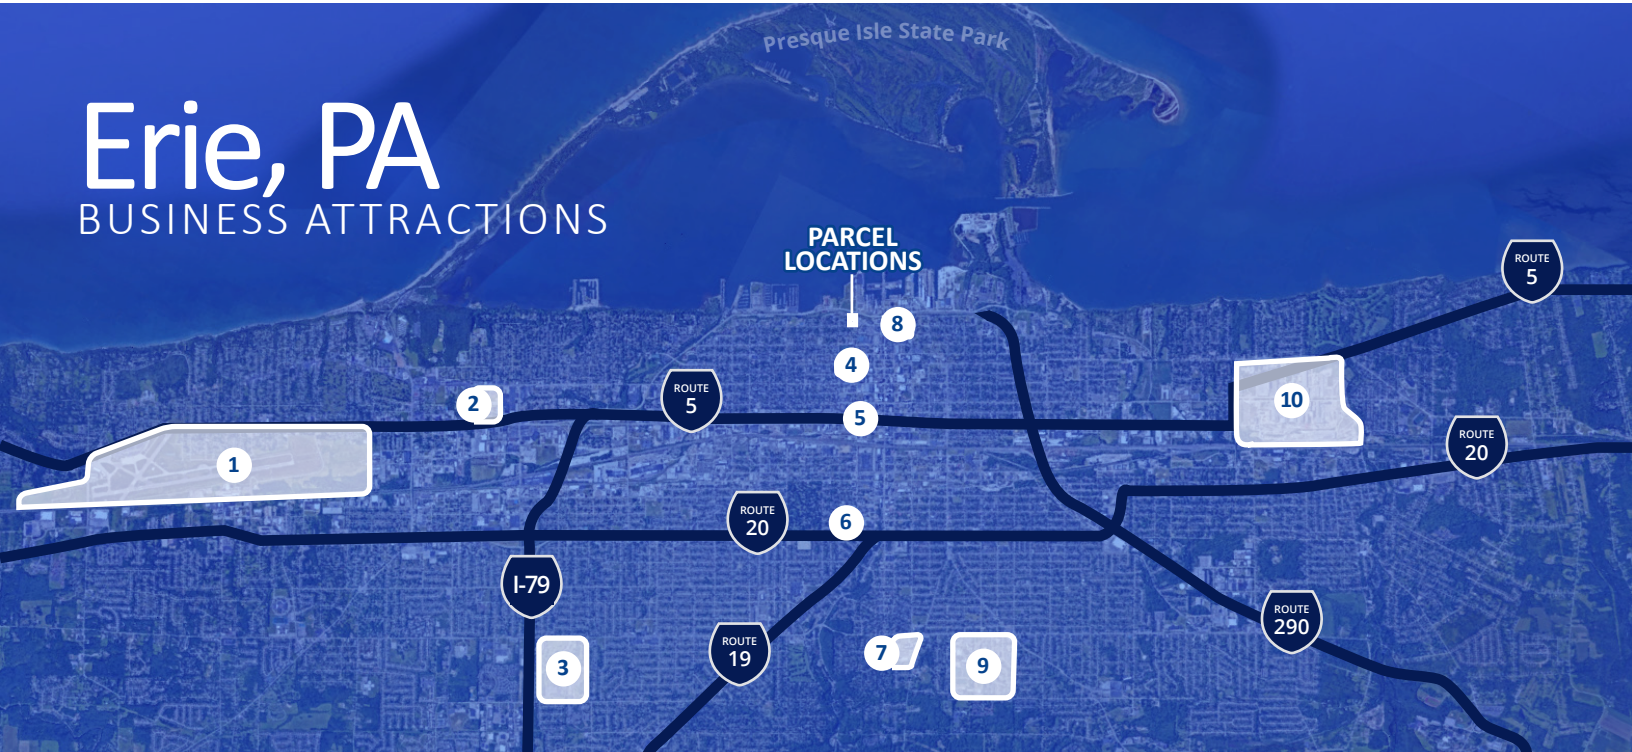 Presque Isle State Park
Erie, PA
BUSINESS ATTRACTIONS
PARCEL
LOCATIONS
ROUTE
5
8
4
ROUTE
5
2
5
10
1
ROUTE
20
ROUTE
20
6
I-79
ROUTE
290
ROUTE
19
7
9
3